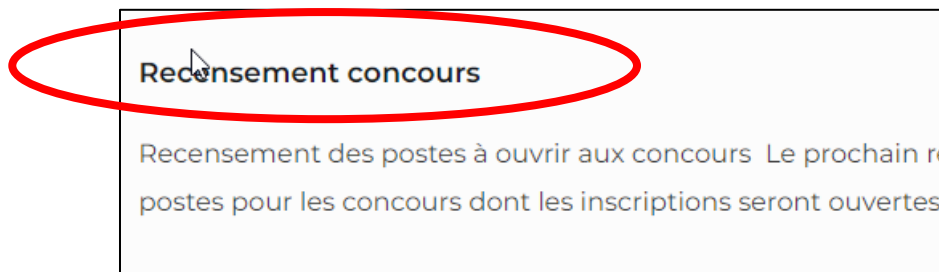 Recensement concours
Recensement des postes à ouvrir aux concours Le prochain
postes pour les concours dont les inscriptions seront ouvertes